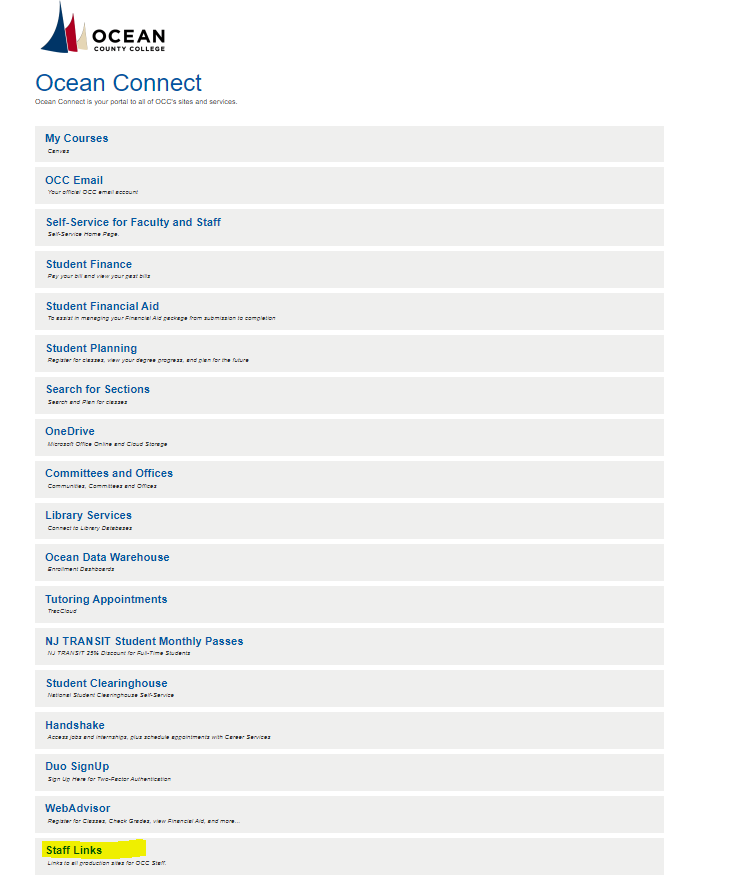 OCEAN
COUNTY COLLEGE
Ocean Connect
Ocean Connect is your portal to all of OCC's sites and services.
My Courses
Canvas
OCC Email
Your official OCC email account
Self-Service for Faculty and Staff
Self-Service Home Page.
Student Finance
Pay your bill and view your past bills
Student Financial Aid
To assist in managing your Financial Aid package from submission to completion
Student Planning
Register for classes, view your degree progress, and plan for the future
Search for Sections
Search and Plan for classes
OneDrive
Microsoft Office Online and Cloud Storage
Committees and Offices
Communities, Committees and Offices
Library Services
Connect to Library Databases
Ocean Data Warehouse
Enrollment Dashboards
Tutoring Appointments
TracCloud
NJ TRANSIT Student Monthly Passes
NJ TRANSIT 25% Discount for Full-Time Students
Student Clearinghouse
National Student Clearinghouse Self-Service
Handshake
Access jobs and internships, plus schedule appointments with Career Services
Duo SignUp
Sign Up Here for Two-Factor Authentication
WebAdvisor
Register for Classes, Check Grades, view Financial Aid, and more...
Staff Links
Links to all production sites for OCC Staff.